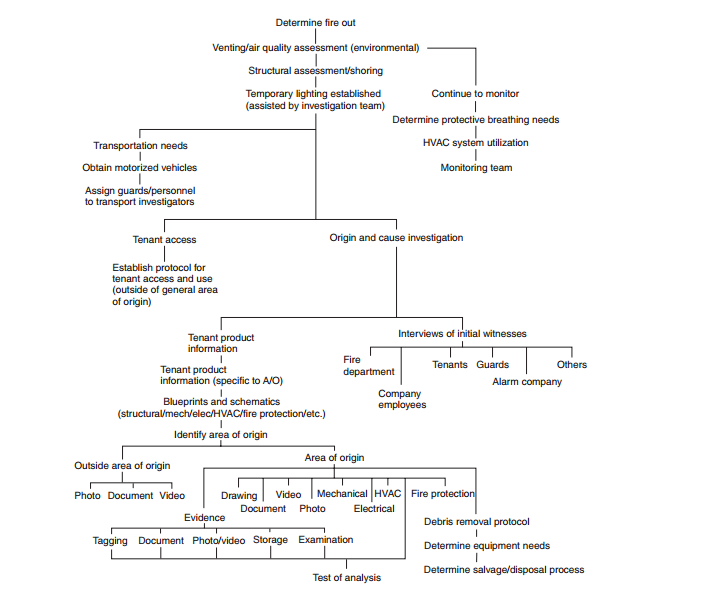 Determine fire out
Venting/air quality assessment (environmental)
Structural assessment/shoring
Temporary lighting established
(assisted by investigation team)
Continue to monitor
Determine protective breathing needs
HVAC system utilization
Monitoring team
Transportation needs
Obtain motorized vehicles
Assign guards/personnel
to transport investigators
Tenant access
Establish protocol for
tenant access and use
(outside of general area
of origin)
Origin and cause investigation
Tenant product
information
Tenant product
information (specific to A/O)
Blueprints and schematics
(structural/mech/elec/HVAC/fire protection/etc.)
Identify area of origin
Interviews of initial witnesses
Fire
department
Company
employees
Tenants
Guards
Alarm company
Others
Outside area of origin
Photo
Document
Video
Area of origin
Drawing
Document
Video
Photo
Mechanical
Electrical
HVAC
Fire protection
Evidence
Tagging
Document
Photo/video
Storage
Examination
Test of analysis
Debris removal protocol
Determine equipment needs
Determine salvage/disposal process